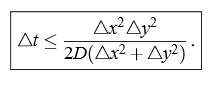 △t ≤ △x²△y² / 2D(△x² + △y²) .